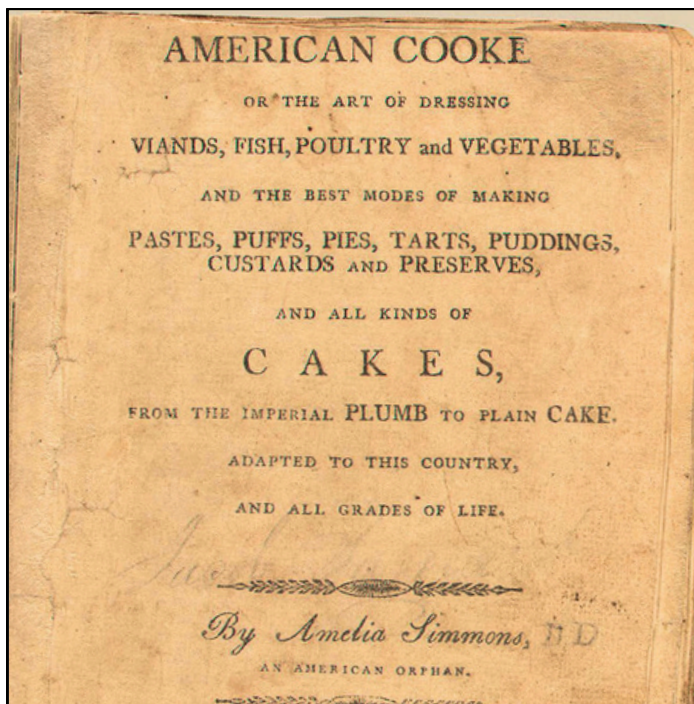 AMERICAN COOKE
OR THE ART OF DRESSING
VIANDS, FISH, POULTRY and VEGETABLES,
AND THE BEST MODES OF MAKING
PASTES, PUFFS, PIES, TARTS, PUDDINGS,
CUSTARDS AND PRESERVES,
AND ALL KINDS OF
CAKES,
FROM THE IMPERIAL PLUMB TO PLAIN CAKE.
ADAPTED TO THIS COUNTRY,
AND ALL GRADES OF LIFE.
By Amelia Simmons,
AN AMERICAN ORPHAN.